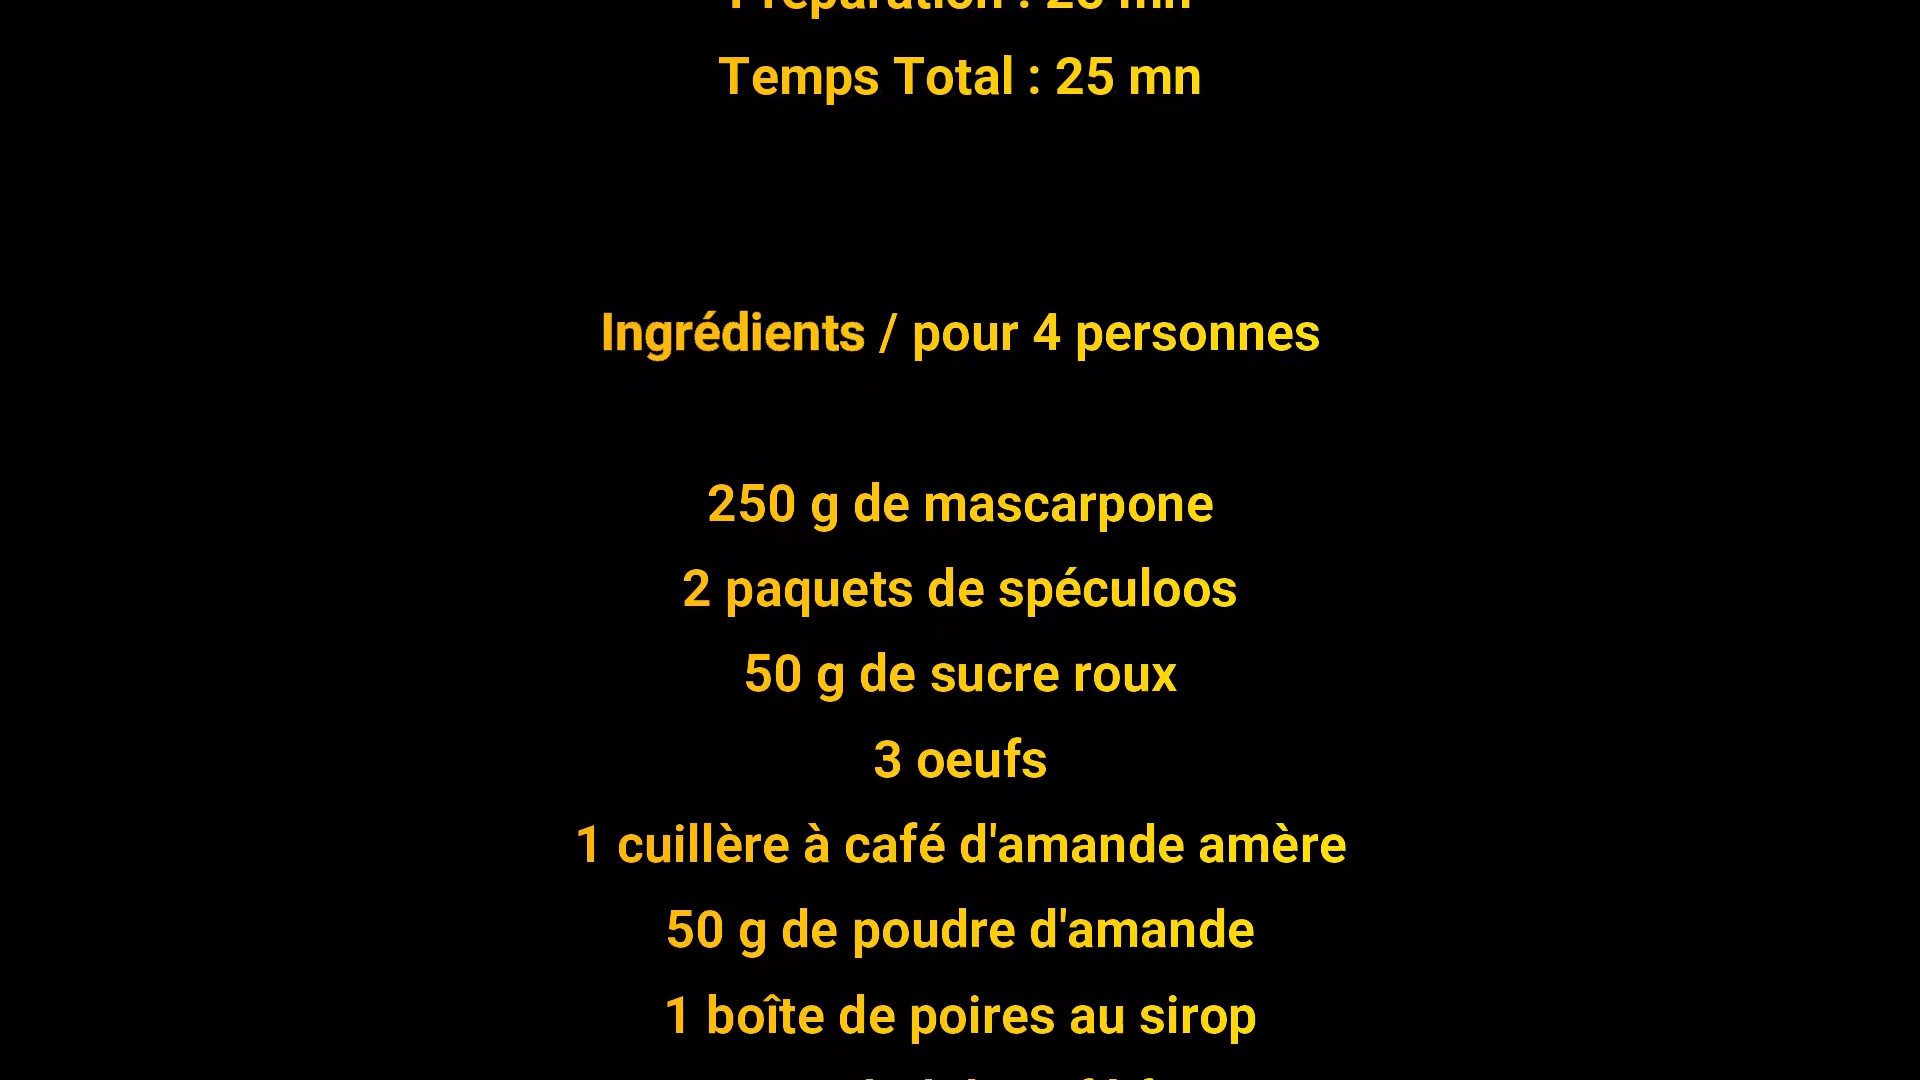 Préparation : 
Temps Total : 25 mn
Ingrédients / pour 4 personnes
250 g de mascarpone
2 paquets de spéculoos
50 g de sucre roux
3 oeufs
1 cuillère à café d'amande amère
50 g de poudre d'amande
1 boîte de poires au sirop